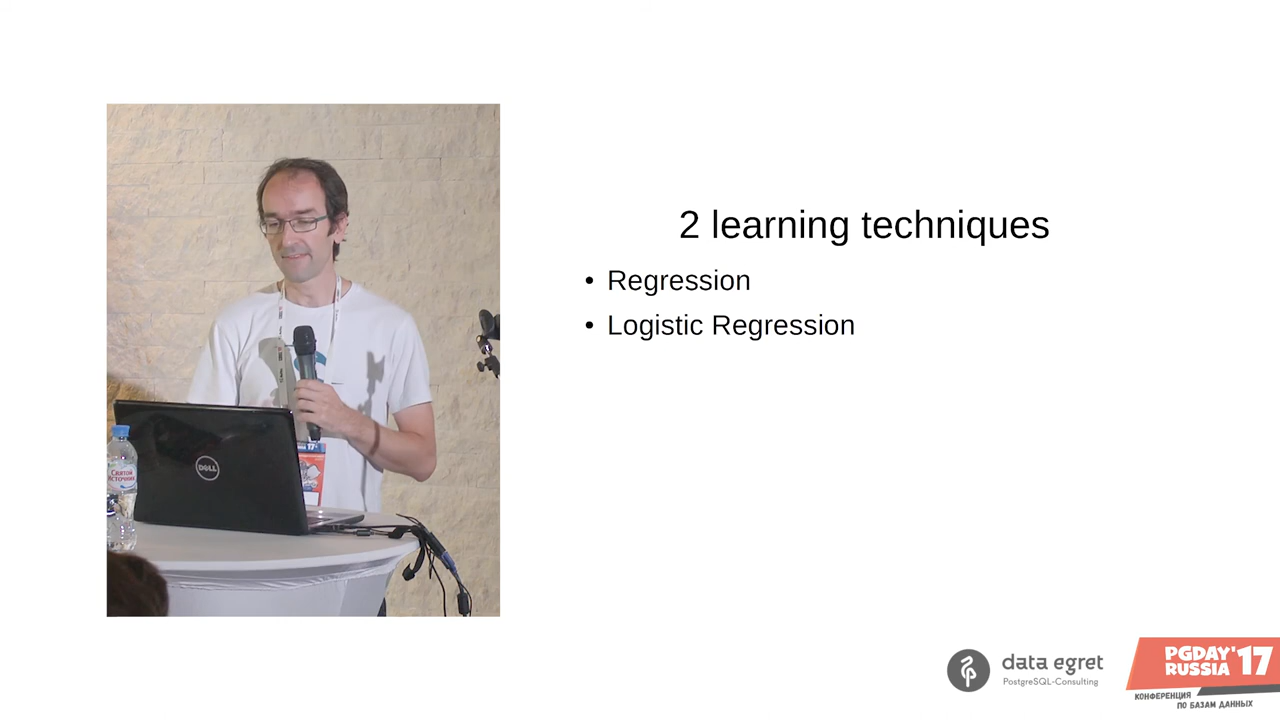 2 learning techniques
• Regression
• Logistic Regression
DELL
Святой
Источник
17
data egret
PostgreSQL-Consulting
PGDAY'17
RUSSIA
КОНФЕРЕНЦИЯ
ПО БАЗАМ ДАННЫХ